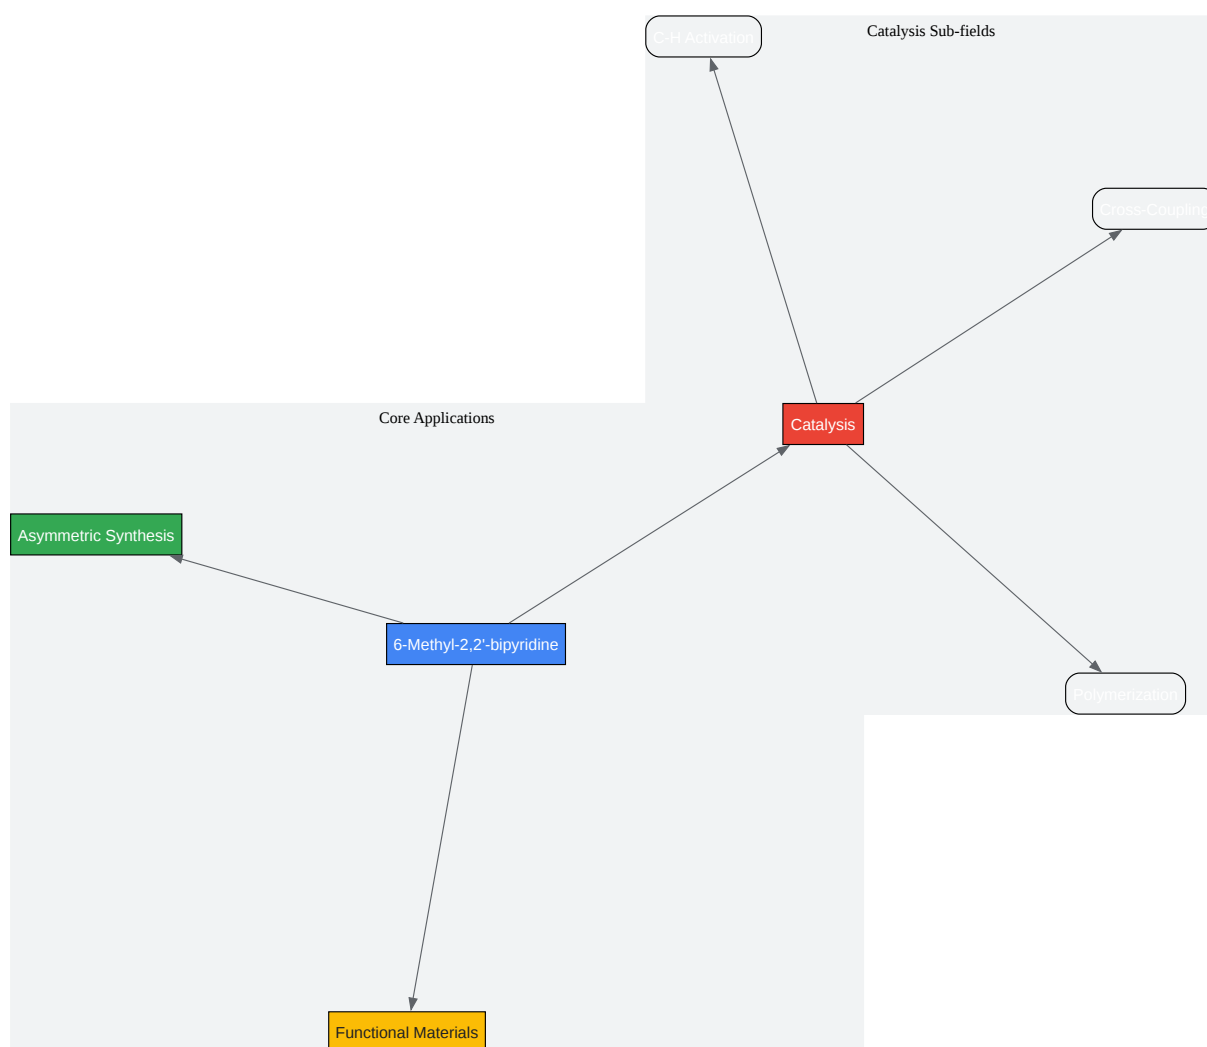 C-H Activation
Catalysis Sub-fields
Cross-Coupling
Core Applications
Catalysis
Asymmetric Synthesis
6-Methyl-2,2'-bipyridine
Polymerization
Functional Materials